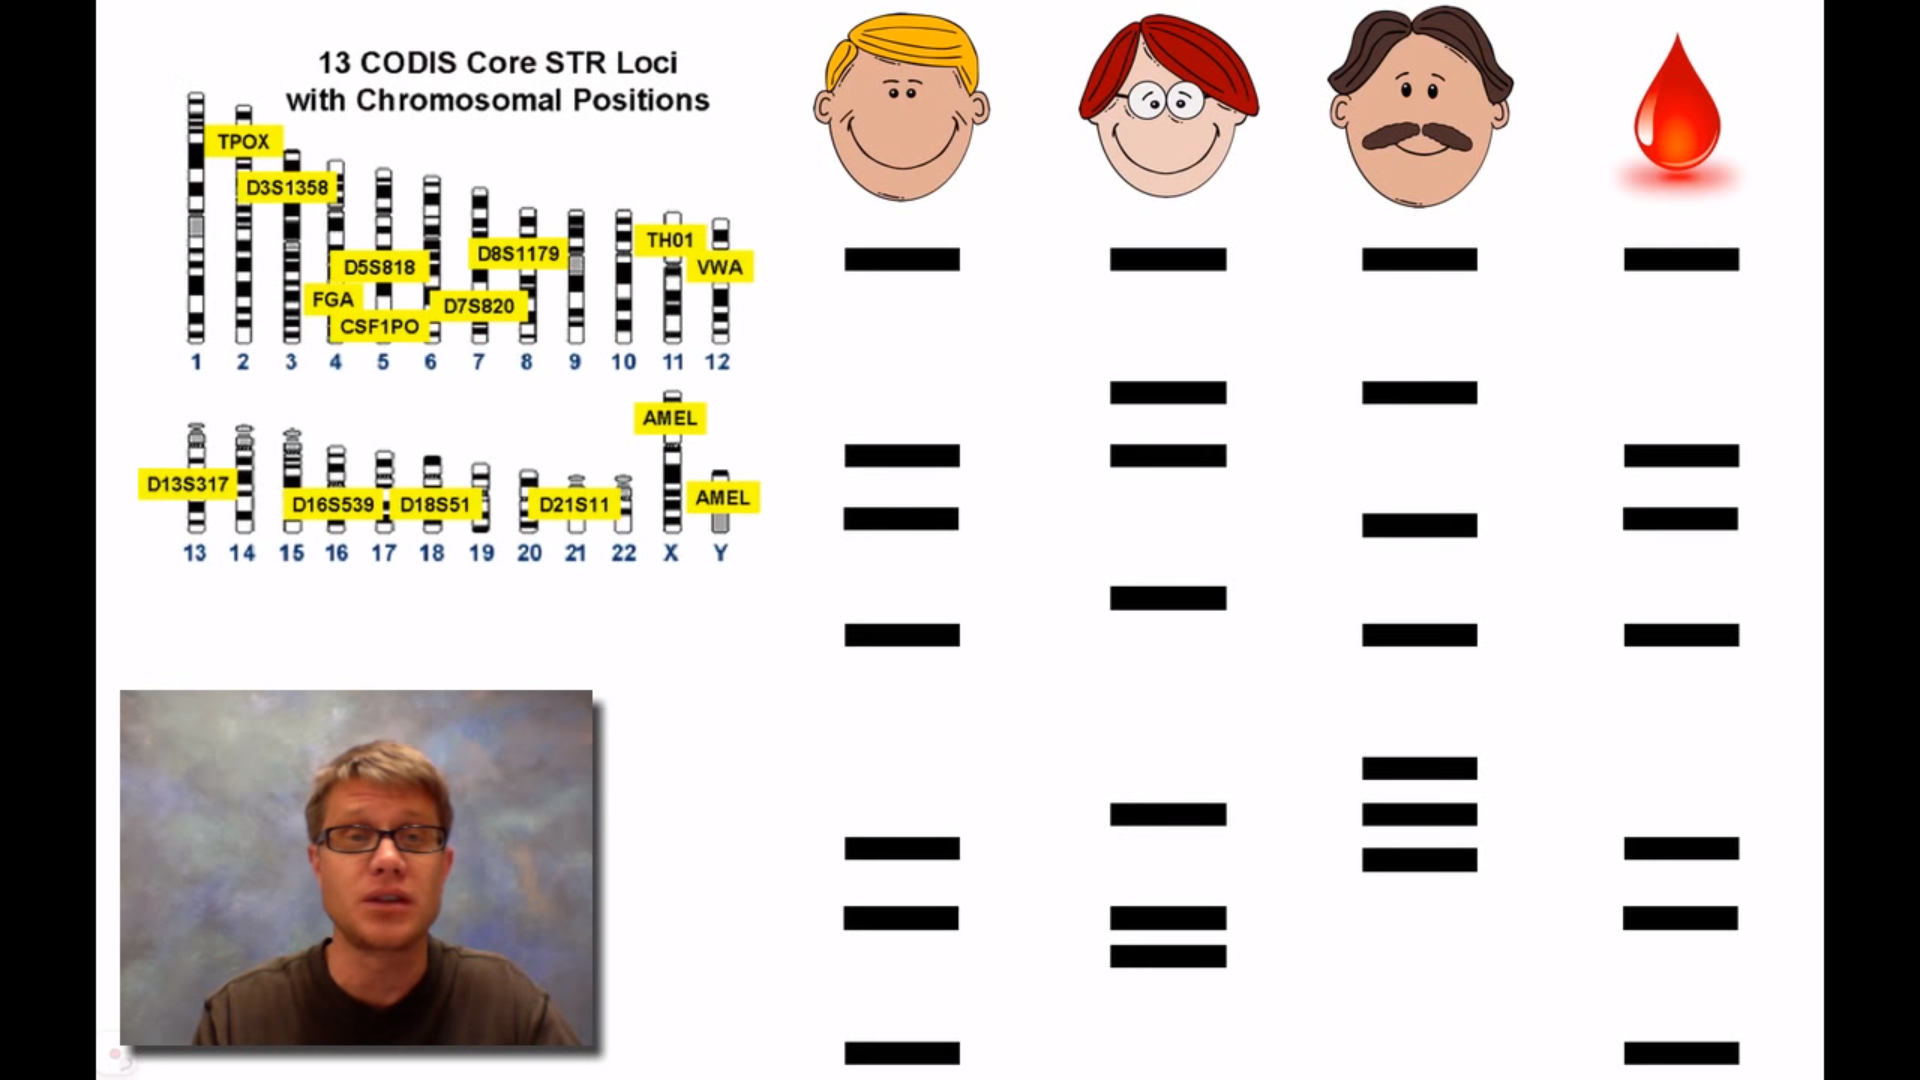 13 CODIS Core STR Loci
with Chromosomal Positions
TPOX
D3S1358
TH01
D8S1179
D5S818
VWA
FGA
D7S820
CSF1PO
1 2 3 4 5 6 7 8 9 10 11 12
AMEL
D13S317
AMEL
D16S539
D18S51
D21S11
13 14 15 16 17 18 19 20 21 22 X Y